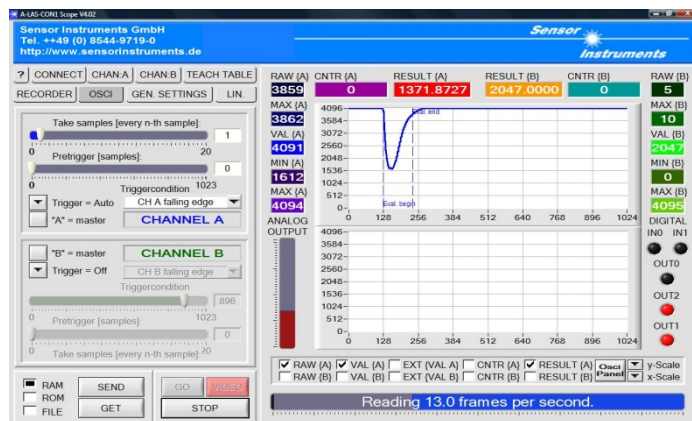 A-LAS-CON1 Scope V4.02
Sensor Instruments GmbH
Tel. ++49 (0) 8544-9719-0
http://www.sensorinstruments.de
Sensor
Instruments
? CONNECT CHAN:A CHAN:B TEACH TABLE
RECORDER OSCI GEN. SETTINGS LIN.
Take samples [every n-th sample]:
1
0 20
Pretrigger [samples]:
0
0 1023
Triggercondition
Trigger = Auto CH A falling edge
"A" = master CHANNEL A
"B" = master CHANNEL B
Trigger = Off CH B falling edge
Triggercondition
896
0 1023
Pretrigger [samples]:
0
0 20
Take samples [every n-th sample]
RAM
ROM
FILE
SEND
GET
GO VIDEO
STOP
RAW {A} CNTR {A} RESULT {A} RESULT {B} CNTR {B} RAW {B}
3859 0 1371.8727 2047.0000 0 5
MAX {A}
3862
VAL {A}
4091
MIN {A}
1612
MAX {A}
4094
ANALOG
OUTPUT
4096-
3584-
3072-
2560-
2048-
1536-
1024-
512-
0-
Eval. end
Eval. begin
0 128 256 384 512 640 768 896 1024
4096-
3584-
3072-
2560-
2048-
1536-
1024-
512-
0-
0 128 256 384 512 640 768 896 1024
MAX {B}
10
VAL {B}
2047
MIN {B}
0
MAX {B}
4095
DIGITAL
IN0 IN1
OUT0
OUT2
OUT1
RAW {A} VAL {A} EXT {VAL A} CNTR {A} RESULT {A} Osci y-Scale
RAW {B} VAL {B} EXT {VAL B} CNTR {B} RESULT {B} Panel x-Scale
Reading 13.0 frames per second.